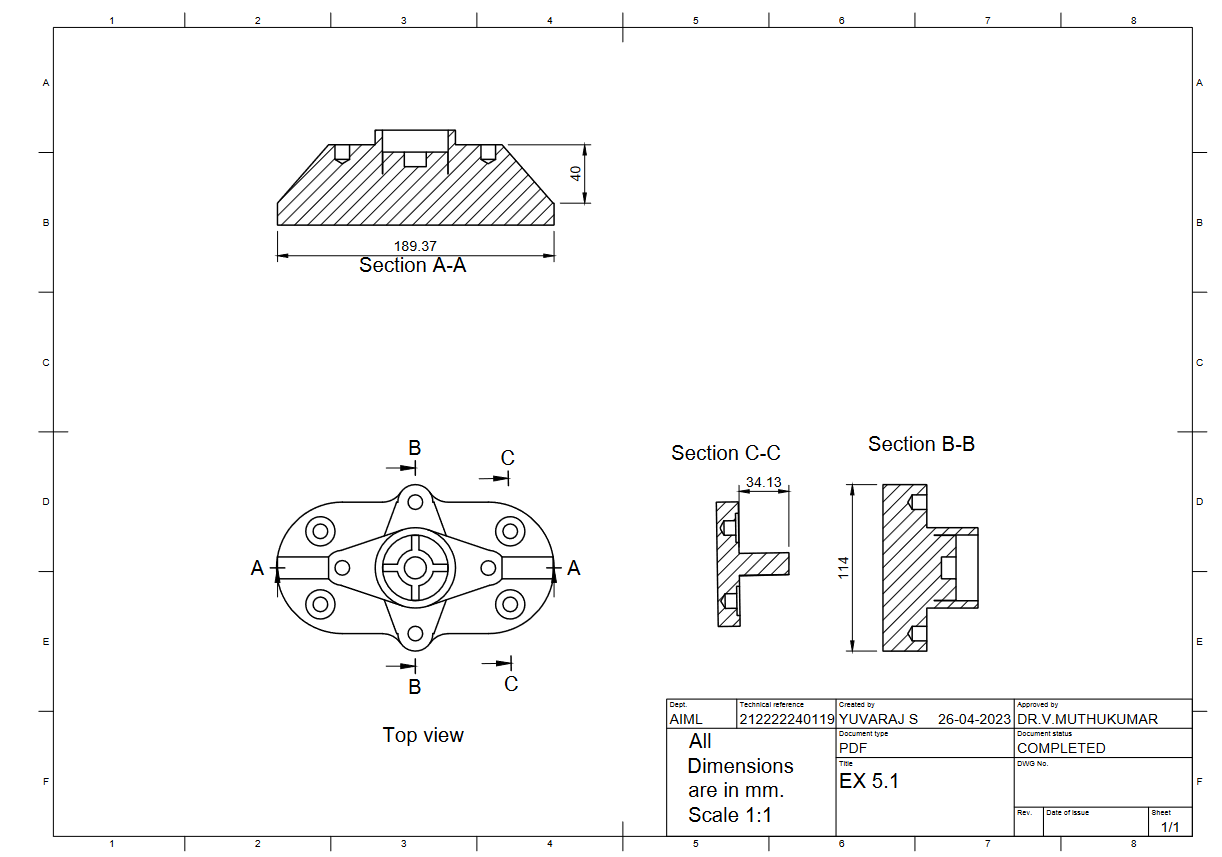 1 2 3 4 5 6 7 8
A A
40
B B
189.37
Section A-A
C C
B
Section C-C
Section B-B
C
34.13
D D
A A
114
E E
B
C
Top view
Dept.
AIML
Technical reference
212222240119
Created by
YUVARAJ S 26-04-2023
Approved by
DR.V.MUTHUKUMAR
All
Dimensions
are in mm.
Scale 1:1
Document type
PDF
Document status
COMPLETED
Title
EX 5.1
DWG No.
F F
Rev.
Date of issue
Sheet
1/1
1 2 3 4 5 6 7 8